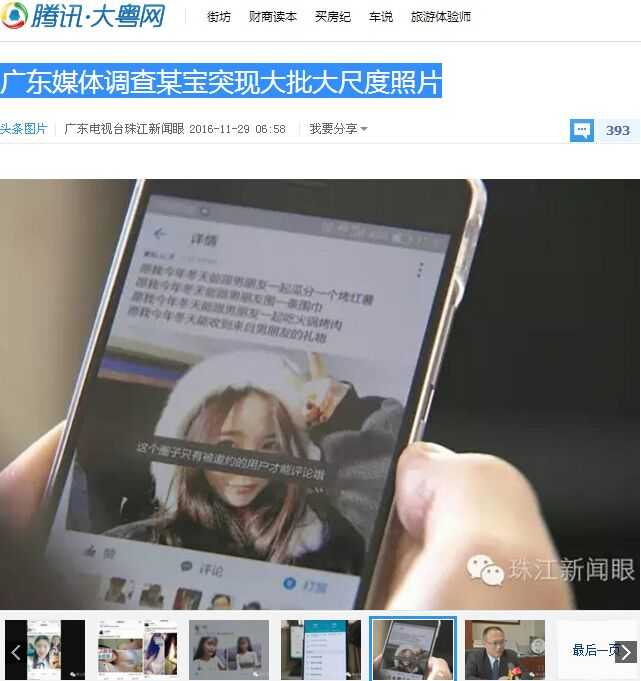 腾讯·大粤网
街坊 财商读本 买房纪 车说 旅游体验师
广东媒体调查某宝突现大批大尺度照片
头条图片 广东电视台珠江新闻眼 2016-11-29 06:58 我要分享 393
详情
愿我今年冬天能跟男朋友一起瓜分一个烤红薯
愿我今年冬天能跟男朋友围一条围巾
愿我今年冬天能跟男朋友一起吃火锅烤肉
愿我今年冬天能收到来自男朋友的礼物
这个圈子只有被邀约的用户才能评论哦
赞 评论 打赏
珠江新闻眼
最后一页